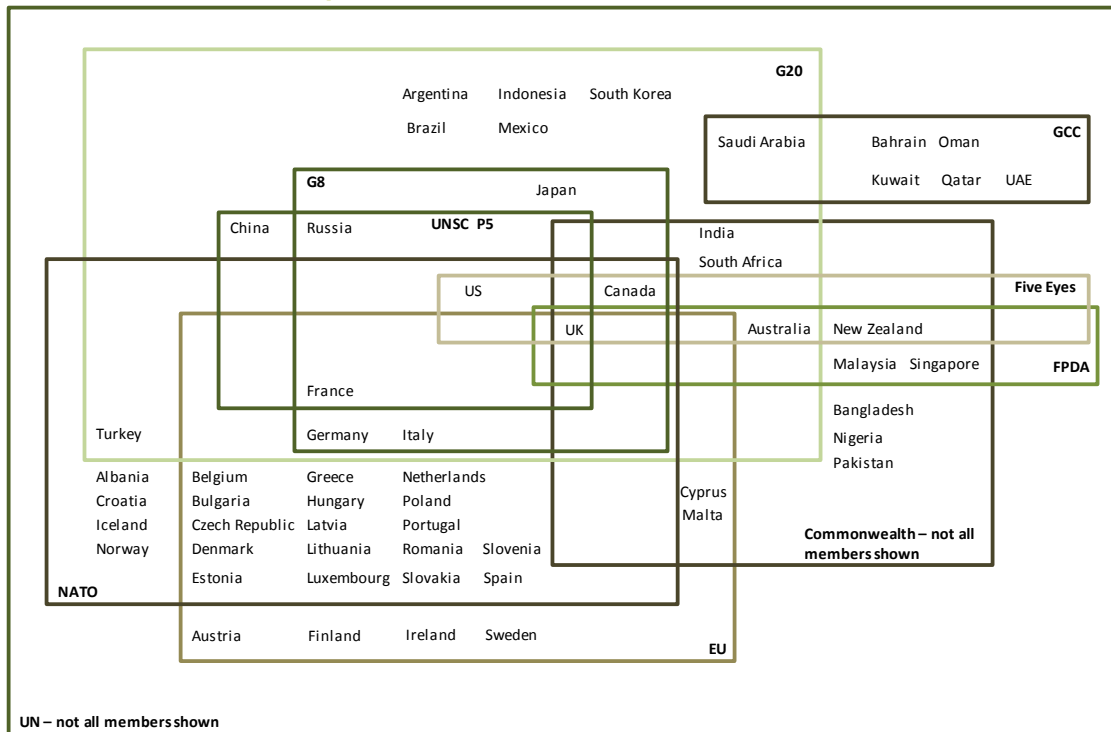 G20
Argentina Indonesia South Korea
Brazil Mexico
GCC
Saudi Arabia Bahrain Oman
Kuwait Qatar UAE
G8
Japan
China Russia UNSC P5
India
South Africa
US Canada Five Eyes
UK Australia New Zealand
Malaysia Singapore FPDA
France
Bangladesh
Turkey Germany Italy Nigeria
Pakistan
Albania Belgium Greece Netherlands
Croatia Bulgaria Hungary Poland Cyprus
Iceland Czech Republic Latvia Portugal Malta
Commonwealth – not all
members shown
Norway Denmark Lithuania Romania Slovenia
Estonia Luxembourg Slovakia Spain
NATO
Austria Finland Ireland Sweden
EU
UN – not all members shown